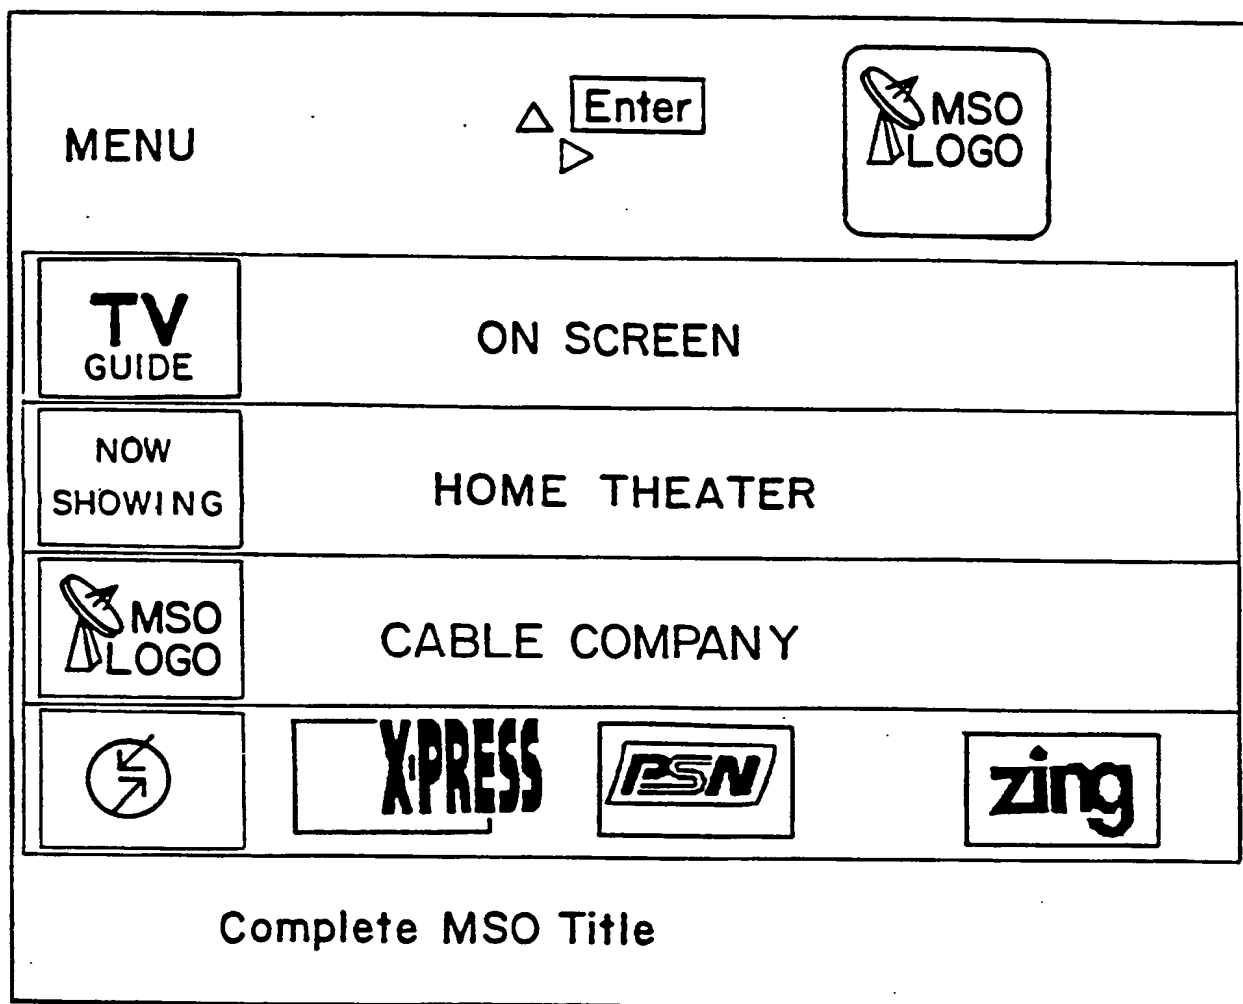 MENU
Enter
MSO
LOGO
TV
GUIDE
ON SCREEN
NOW
SHOWING
HOME THEATER
MSO
LOGO
CABLE COMPANY
X•PRESS
PSN
zing
Complete MSO Title